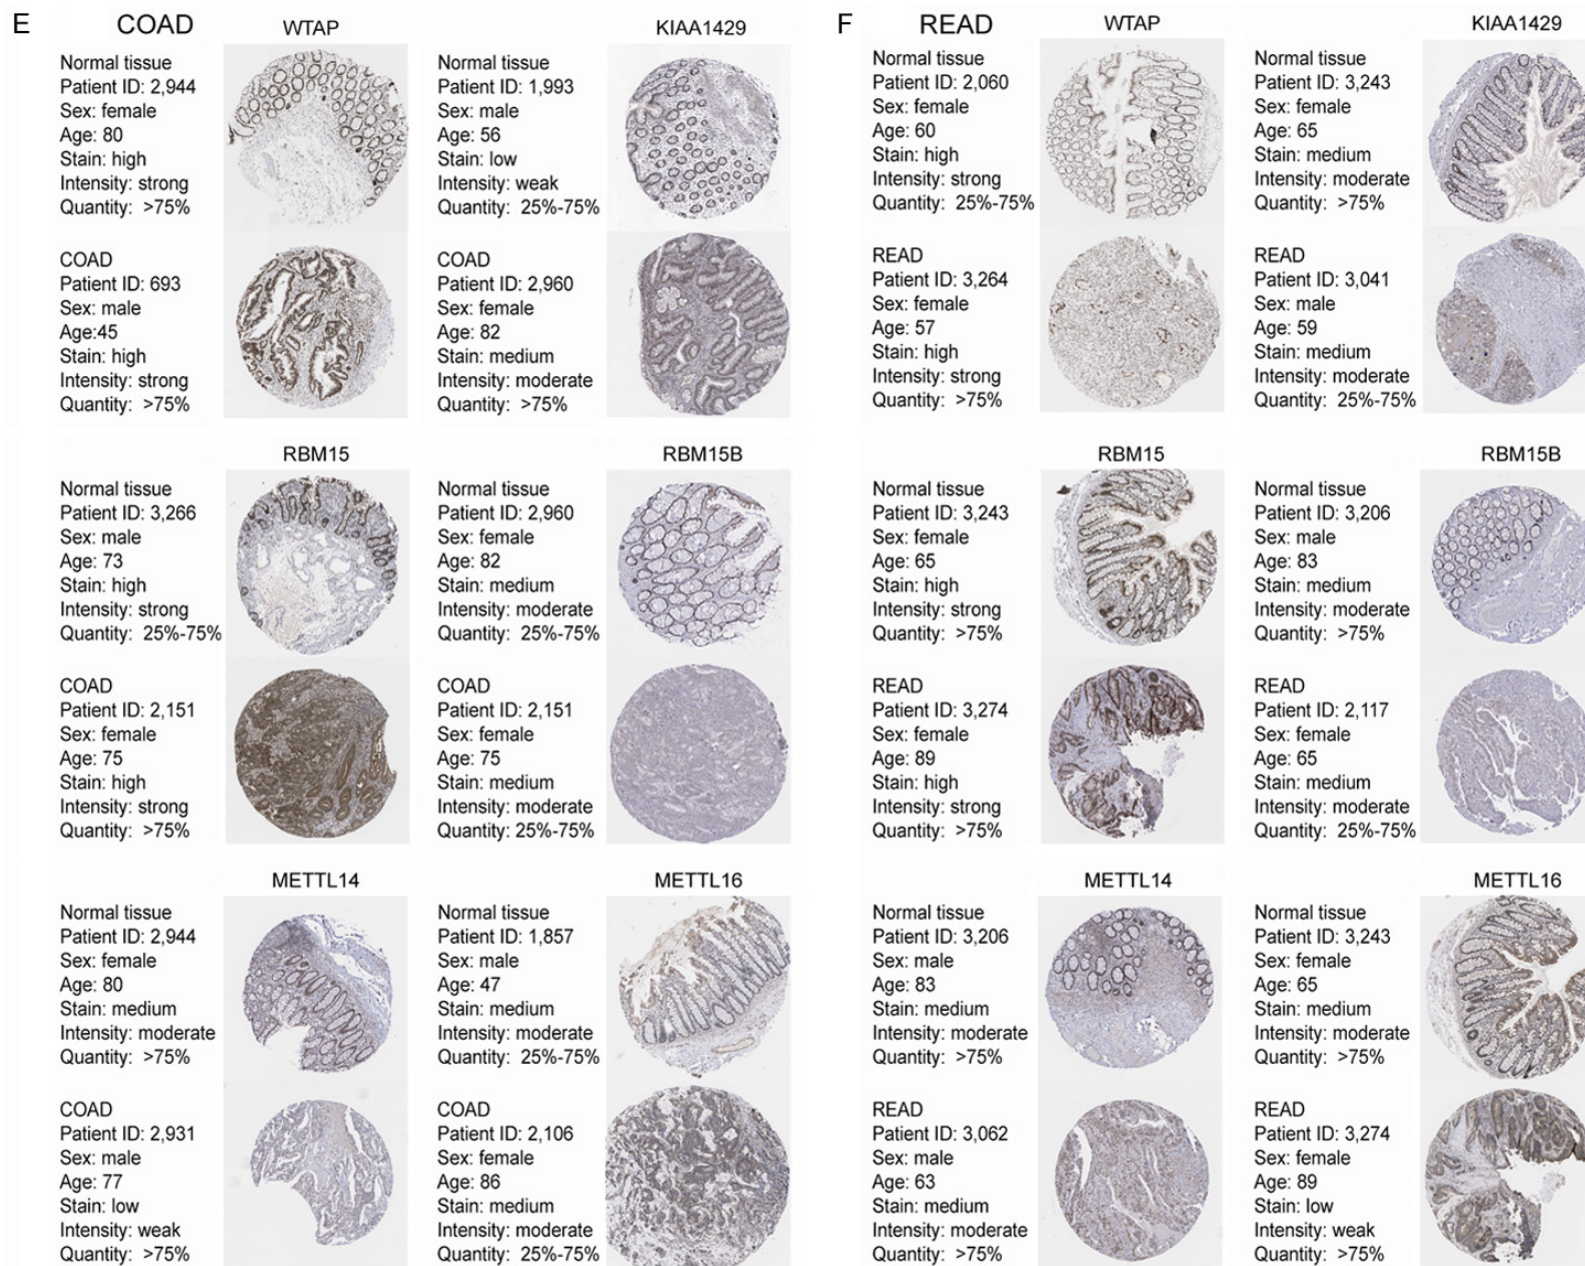 E
COAD
WTAP
Normal tissue
Patient ID: 2,944
Sex: female
Age: 80
Stain: high
Intensity: strong
Quantity: >75%
COAD
Patient ID: 693
Sex: male
Age:45
Stain: high
Intensity: strong
Quantity: >75%
KIAA1429
Normal tissue
Patient ID: 1,993
Sex: male
Age: 56
Stain: low
Intensity: weak
Quantity: 25%-75%
COAD
Patient ID: 2,960
Sex: female
Age: 82
Stain: medium
Intensity: moderate
Quantity: >75%
RBM15
Normal tissue
Patient ID: 3,266
Sex: male
Age: 73
Stain: high
Intensity: strong
Quantity: 25%-75%
COAD
Patient ID: 2,151
Sex: female
Age: 75
Stain: high
Intensity: strong
Quantity: >75%
RBM15B
Normal tissue
Patient ID: 2,960
Sex: female
Age: 82
Stain: medium
Intensity: moderate
Quantity: 25%-75%
COAD
Patient ID: 2,151
Sex: female
Age: 75
Stain: medium
Intensity: moderate
Quantity: 25%-75%
METTL14
Normal tissue
Patient ID: 2,944
Sex: female
Age: 80
Stain: medium
Intensity: moderate
Quantity: >75%
COAD
Patient ID: 2,931
Sex: male
Age: 77
Stain: low
Intensity: weak
Quantity: >75%
METTL16
Normal tissue
Patient ID: 1,857
Sex: male
Age: 47
Stain: medium
Intensity: moderate
Quantity: 25%-75%
COAD
Patient ID: 2,106
Sex: female
Age: 86
Stain: medium
Intensity: moderate
Quantity: 25%-75%
F
READ
WTAP
Normal tissue
Patient ID: 2,060
Sex: female
Age: 60
Stain: high
Intensity: strong
Quantity: 25%-75%
READ
Patient ID: 3,264
Sex: female
Age: 57
Stain: high
Intensity: strong
Quantity: >75%
KIAA1429
Normal tissue
Patient ID: 3,243
Sex: female
Age: 65
Stain: medium
Intensity: moderate
Quantity: >75%
READ
Patient ID: 3,041
Sex: male
Age: 59
Stain: medium
Intensity: moderate
Quantity: 25%-75%
RBM15
Normal tissue
Patient ID: 3,243
Sex: female
Age: 65
Stain: high
Intensity: strong
Quantity: >75%
READ
Patient ID: 3,274
Sex: female
Age: 89
Stain: high
Intensity: strong
Quantity: >75%
RBM15B
Normal tissue
Patient ID: 3,206
Sex: male
Age: 83
Stain: medium
Intensity: moderate
Quantity: >75%
READ
Patient ID: 2,117
Sex: female
Age: 65
Stain: medium
Intensity: moderate
Quantity: 25%-75%
METTL14
Normal tissue
Patient ID: 3,206
Sex: male
Age: 83
Stain: medium
Intensity: moderate
Quantity: >75%
READ
Patient ID: 3,062
Sex: male
Age: 63
Stain: medium
Intensity: moderate
Quantity: >75%
METTL16
Normal tissue
Patient ID: 3,243
Sex: female
Age: 65
Stain: medium
Intensity: moderate
Quantity: >75%
READ
Patient ID: 3,274
Sex: female
Age: 89
Stain: low
Intensity: weak
Quantity: >75%